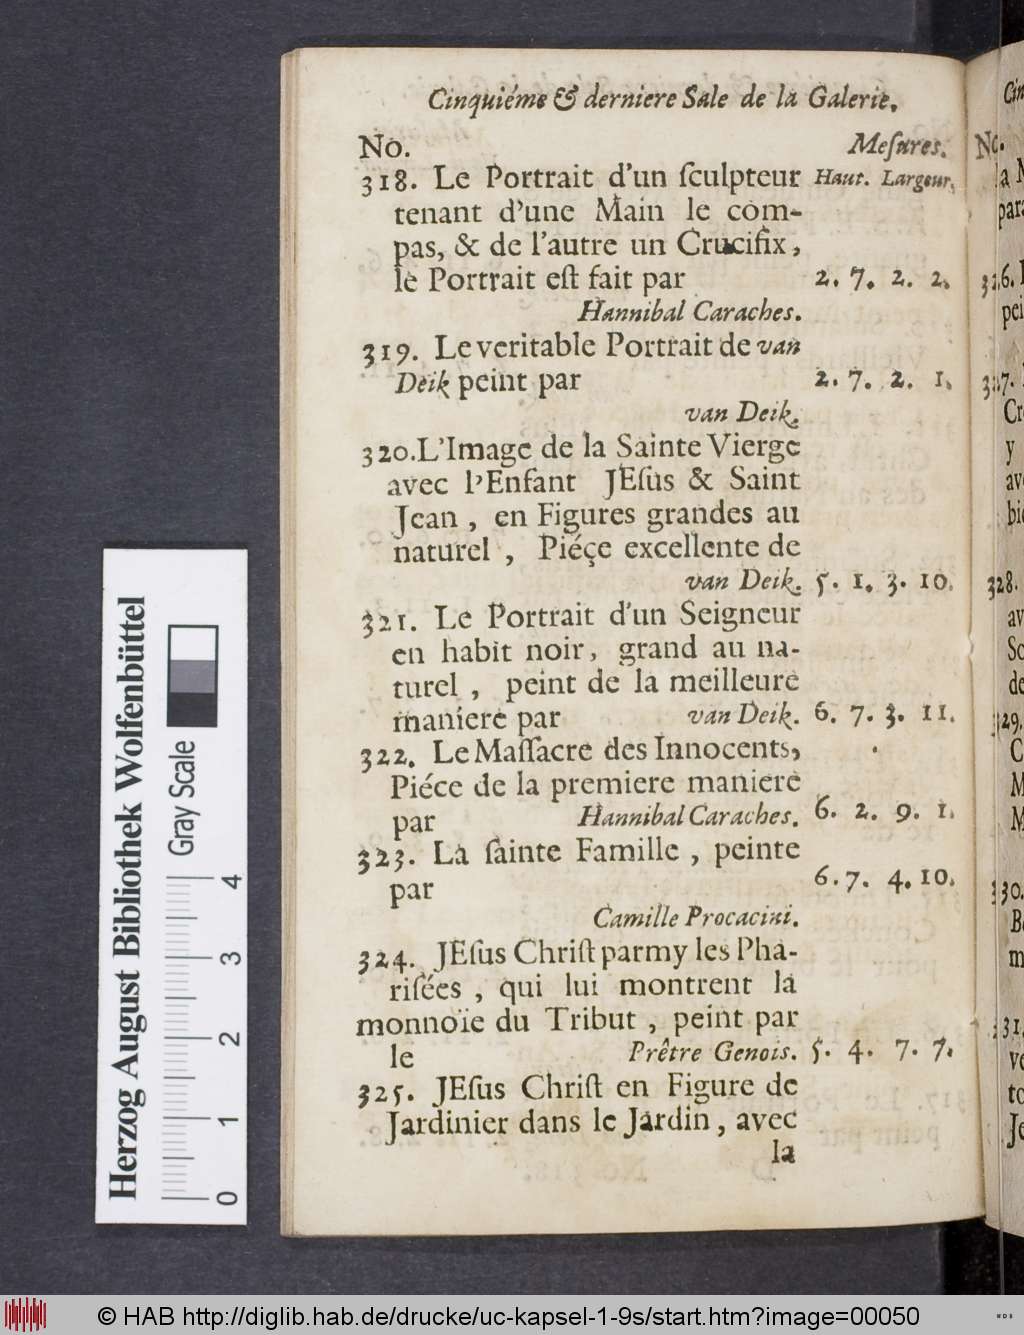 Cinquiéme & derniere Sale de la Galerie.
No. Meſures.
318. Le Portrait d'un ſculpteur Haut. Largeur.
tenant d'une Main le com-
pas, & de l'autre un Crucifix,
le Portrait eſt fait par 2. 7. 2. 2.
Hannibal Caraches.
319. Le veritable Portrait de van
Deik peint par 2. 7. 2. 1.
van Deik.
320. L'Image de la Sainte Vierge
avec l'Enfant JEſus & Saint
Jean, en Figures grandes au
naturel, Piéçe excellente de
van Deik. 5. 1. 3. 10.
321. Le Portrait d'un Seigneur
en habit noir, grand au na-
turel, peint de la meilleure
maniere par van Deik. 6. 7. 3. 11.
322. Le Maſſacre des Innocents,
Piéce de la premiere maniere
par Hannibal Caraches. 6. 2. 9. 1.
323. La ſainte Famille, peinte
par 6. 7. 4. 10.
Camille Procacini.
324. JEſus Chriſt parmy les Pha-
riſées, qui lui montrent la
monnoïe du Tribut, peint par
le Prêtre Genois. 5. 4. 7. 7.
325. JEſus Chriſt en Figure de
Jardinier dans le Jardin, avec
la
Herzog August Bibliothek Wolfenbüttel
Gray Scale
0 1 2 3 4
© HAB http://diglib.hab.de/drucke/uc-kapsel-1-9s/start.htm?image=00050